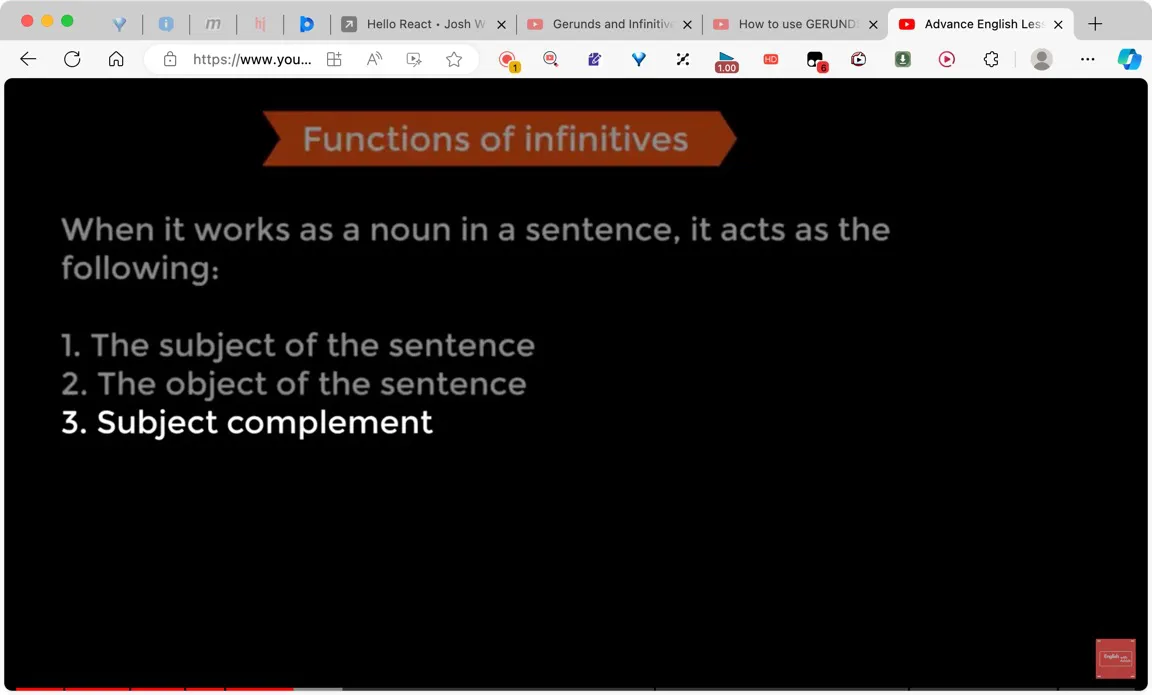 m
hj
Hello React • Josh W
Gerunds and Infinitiv
How to use GERUND
Advance English Les
https://www.you...
1
1.00
HD
6
Functions of infinitives
When it works as a noun in a sentence, it acts as the
following:
1. The subject of the sentence
2. The object of the sentence
3. Subject complement
English with